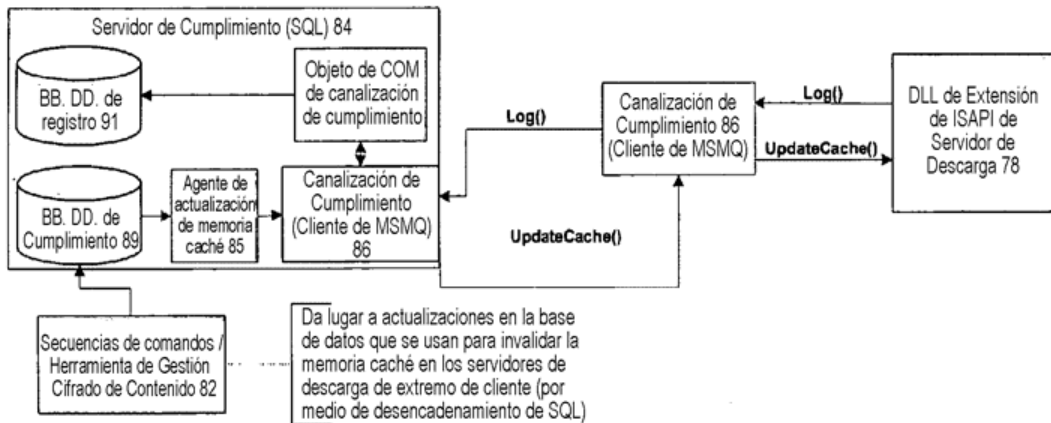 Servidor de Cumplimiento (SQL) 84
BB. DD. de
registro 91
Objeto de COM
de canalización
de cumplimiento
BB. DD. de
Cumplimiento 89
Agente de
actualización
de memoria
caché 85
Canalización de
Cumplimiento
(Cliente de MSMQ)
86
Log()
UpdateCache()
Canalización de
Cumplimiento 86
(Cliente de MSMQ)
Log()
UpdateCache()
DLL de Extensión
de ISAPI de
Servidor de
Descarga 78
Secuencias de comandos /
Herramienta de Gestión
Cifrado de Contenido 82
Da lugar a actualizaciones en la base
de datos que se usan para invalidar la
memoria caché en los servidores de
descarga de extremo de cliente (por
medio de desencadenamiento de SQL)